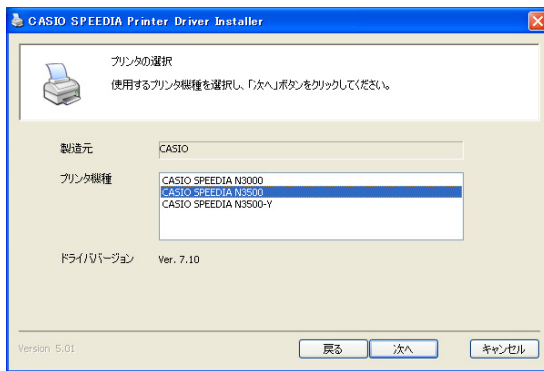 CASIO SPEEDIA Printer Driver Installer
プリンタの選択
使用するプリンタ機種を選択し、「次へ」ボタンをクリックしてください。
製造元 CASIO
プリンタ機種 CASIO SPEEDIA N3000
CASIO SPEEDIA N3500
CASIO SPEEDIA N3500-Y
ドライババージョン Ver. 7.10
Version 5.01 戻る 次へ キャンセル